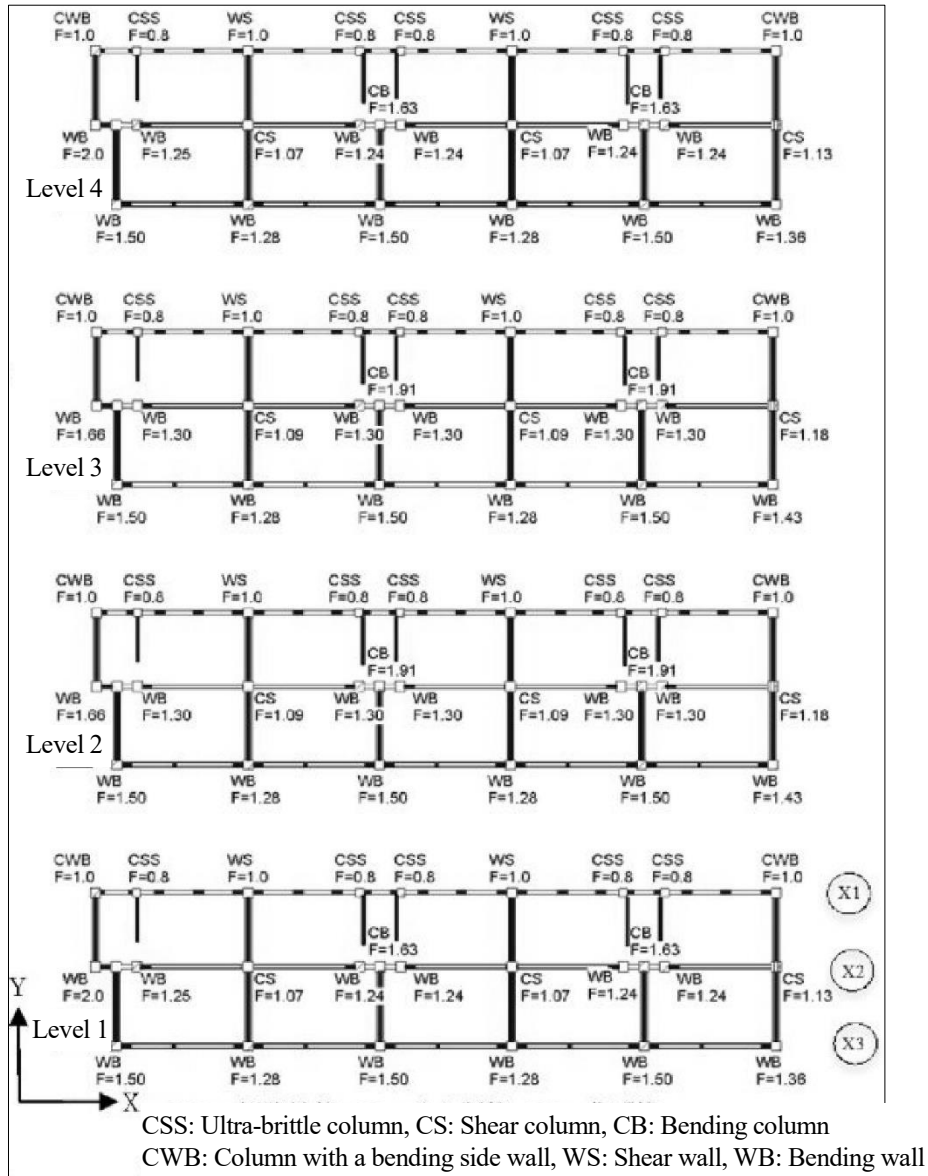 CWB CSS WS CSS CSS WS CSS CSS CWB
F=1.0 F=0.8 F=1.0 F=0.8 F=0.8 F=1.0 F=0.8 F=0.8 F=1.0
CB CB
F=1.63 F=1.63
WB WB CS WB WB CS WB WB CS
F=2.0 F=1.25 F=1.07 F=1.24 F=1.24 F=1.07 F=1.24 F=1.24 F=1.13
Level 4
WB WB WB WB WB WB
F=1.50 F=1.28 F=1.50 F=1.28 F=1.50 F=1.36
CWB CSS WS CSS CSS WS CSS CSS CWB
F=1.0 F=0.8 F=1.0 F=0.8 F=0.8 F=1.0 F=0.8 F=0.8 F=1.0
CB CB
F=1.91 F=1.91
WB WB CS WB WB CS WB WB CS
F=1.66 F=1.30 F=1.09 F=1.30 F=1.30 F=1.09 F=1.30 F=1.30 F=1.18
Level 3
WB WB WB WB WB WB
F=1.50 F=1.28 F=1.50 F=1.28 F=1.50 F=1.43
CWB CSS WS CSS CSS WS CSS CSS CWB
F=1.0 F=0.8 F=1.0 F=0.8 F=0.8 F=1.0 F=0.8 F=0.8 F=1.0
CB CB
F=1.91 F=1.91
WB WB CS WB WB CS WB WB CS
F=1.66 F=1.30 F=1.09 F=1.30 F=1.30 F=1.09 F=1.30 F=1.30 F=1.18
Level 2
WB WB WB WB WB WB
F=1.50 F=1.28 F=1.50 F=1.28 F=1.50 F=1.43
CWB CSS WS CSS CSS WS CSS CSS CWB
F=1.0 F=0.8 F=1.0 F=0.8 F=0.8 F=1.0 F=0.8 F=0.8 F=1.0
X1
CB CB
F=1.63 F=1.63
WB WB CS WB WB CS WB WB CS X2
F=2.0 F=1.25 F=1.07 F=1.24 F=1.24 F=1.07 F=1.24 F=1.24 F=1.13
Y
Level 1
X3
WB WB WB WB WB WB
F=1.50 F=1.28 F=1.50 F=1.28 F=1.50 F=1.36
X
CSS: Ultra-brittle column, CS: Shear column, CB: Bending column
CWB: Column with a bending side wall, WS: Shear wall, WB: Bending wall